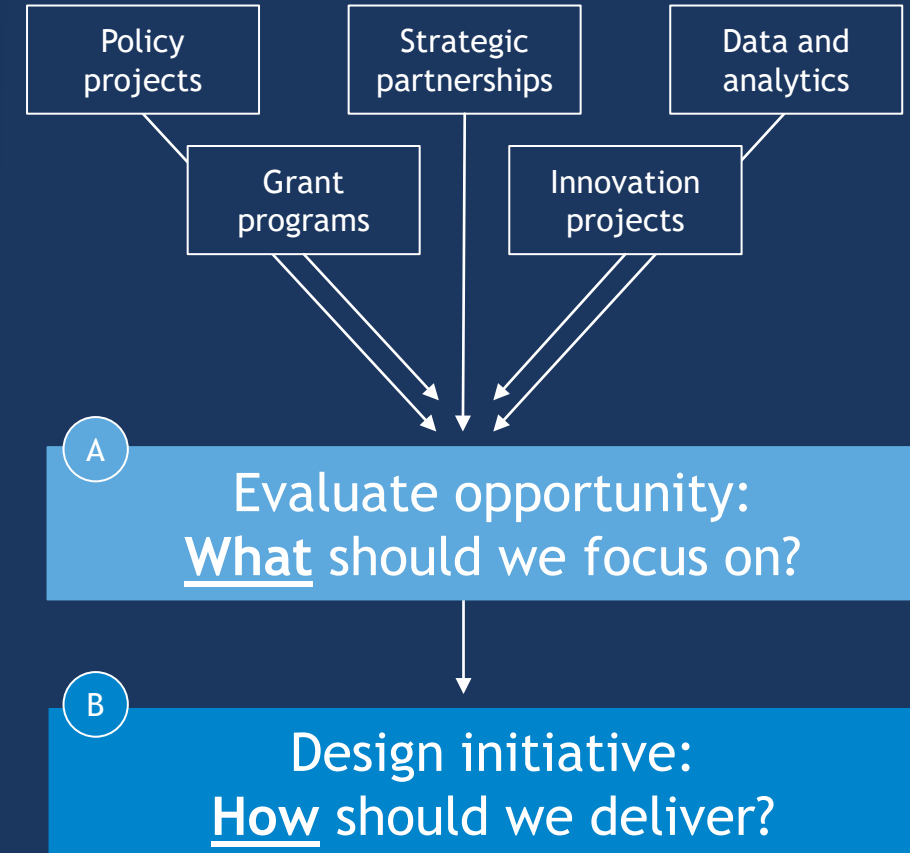 Policy
projects
Strategic
partnerships
Data and
analytics
Grant
programs
Innovation
projects
A
Evaluate opportunity:
What should we focus on?
B
Design initiative:
How should we deliver?